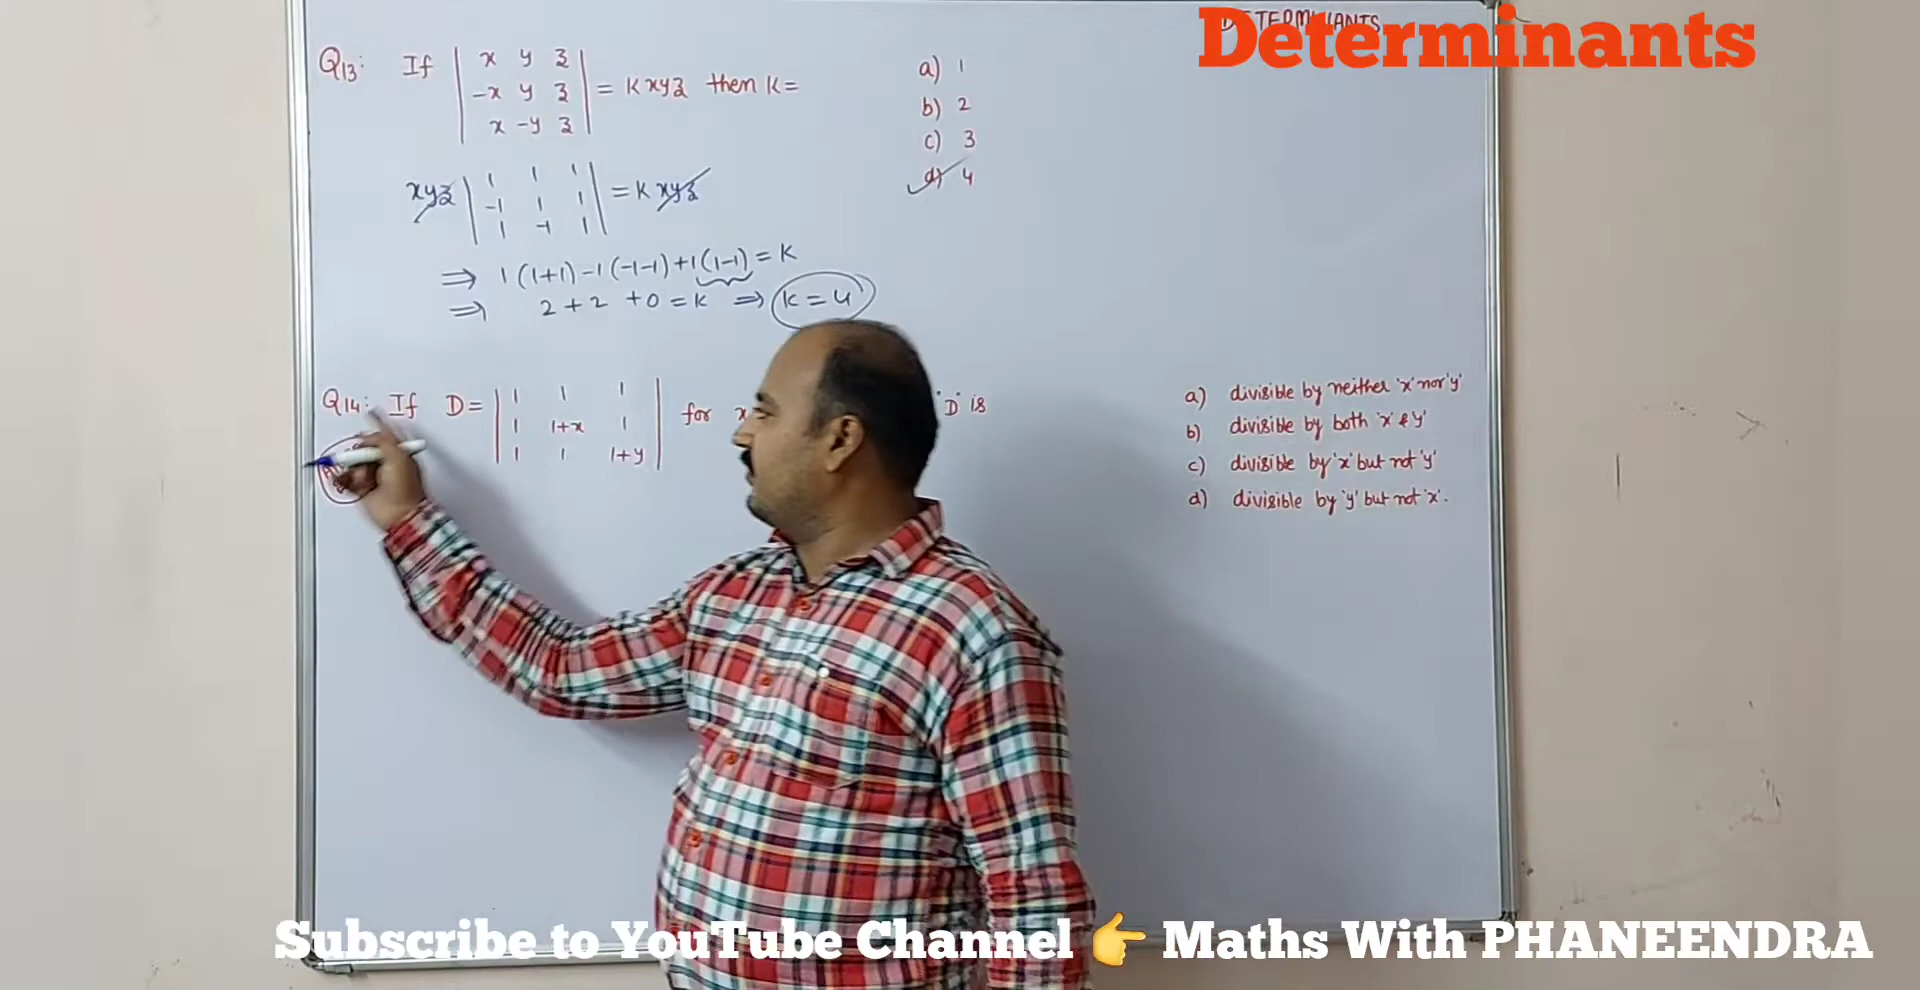 DETERMINANTS
Determinants
Q13: If | x y z | = K xyz then K=
| -x y z |
| x -y z |
a) 1
b) 2
c) 3
d) 4
xyz | 1 1 1 | = K xyz
| -1 1 1 |
| 1 -1 1 |
⇒ 1(1+1)-1(-1-1)+1(1-1) = K
⇒ 2+2 +0 = K ⇒ K = 4
Q14: If D= | 1 1 1 | for x 'D' is
| 1 1+x 1 |
| 1 1 1+y |
a) divisible by neither 'x' nor 'y'
b) divisible by both 'x' & 'y'
c) divisible by 'x' but not 'y'
d) divisible by 'y' but not 'x'.
Subscribe to YouTube Channel 👉 Maths With PHANEENDRA